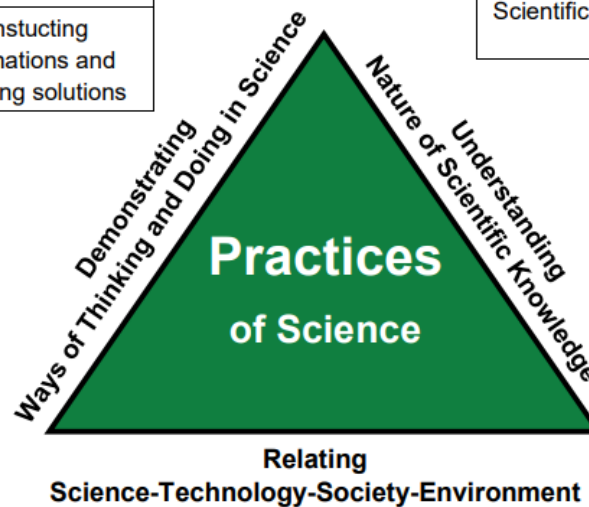 nstucting
nations and
ng solutions
Scientific
Demonstrating
Ways of Thinking and Doing in Science
Understanding
Nature of Scientific Knowledge
Practices
of Science
Relating
Science-Technology-Society-Environment